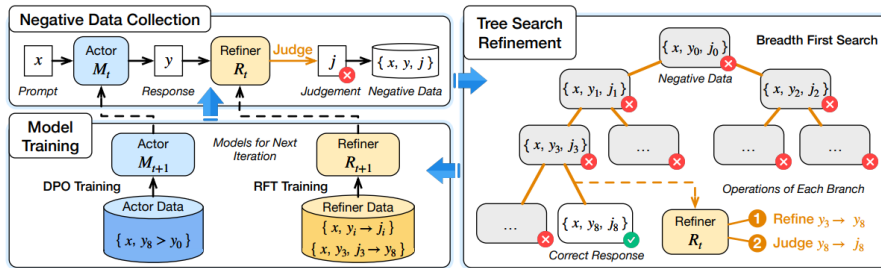 Negative Data Collection
x
Prompt
Actor
M_t
y
Response
Refiner
R_t
Judge
j
Judgement
{ x, y, j }
Negative Data
Model
Training
Models for Next
Iteration
Actor
M_{t+1}
Refiner
R_{t+1}
DPO Training
RFT Training
Actor Data
{ x, y_8 > y_0 }
Refiner Data
{ x, y_i → j_i }
{ x, y_3, j_3 → y_8 }
Tree Search
Refinement
Breadth First Search
{ x, y_0, j_0 }
Negative Data
{ x, y_1, j_1 }
{ x, y_2, j_2 }
{ x, y_3, j_3 }
...
...
...
Operations of Each Branch
...
{ x, y_8, j_8 }
Correct Response
Refiner
R_t
1 Refine y_3 → y_8
2 Judge y_8 → j_8